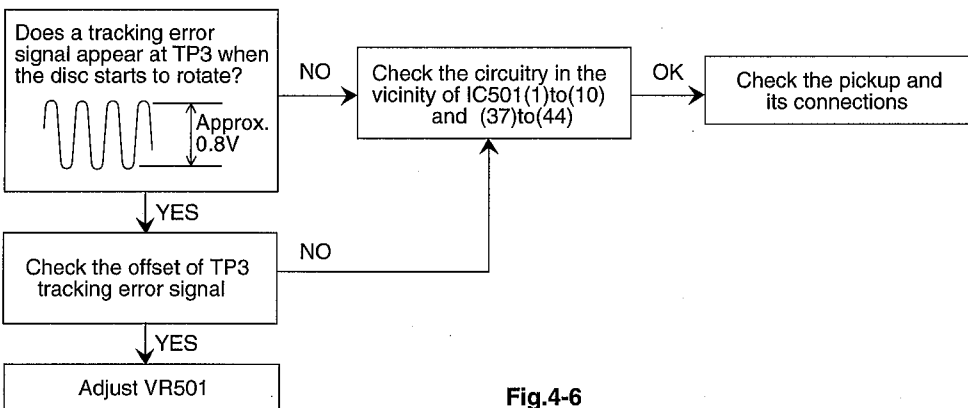 Does a tracking error
signal appear at TP3 when
the disc starts to rotate?
Approx.
0.8V
NO
Check the circuitry in the
vicinity of IC501(1)to(10)
and (37)to(44)
OK
Check the pickup and
its connections
YES
Check the offset of TP3
tracking error signal
NO
YES
Adjust VR501
Fig.4-6